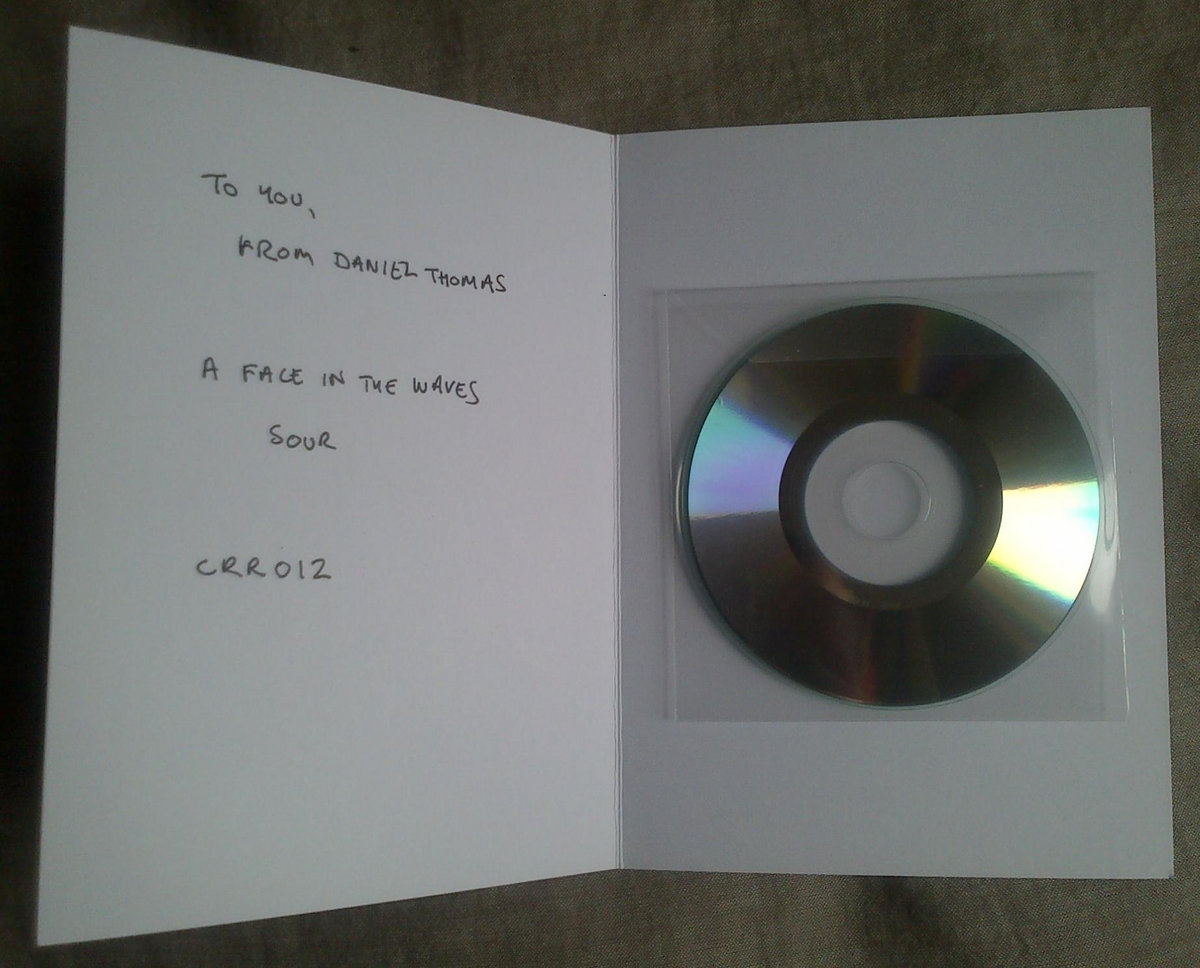 TO YOU,
FROM DANIEL THOMAS
A FACE IN THE WAVES
SOUR
CRR012